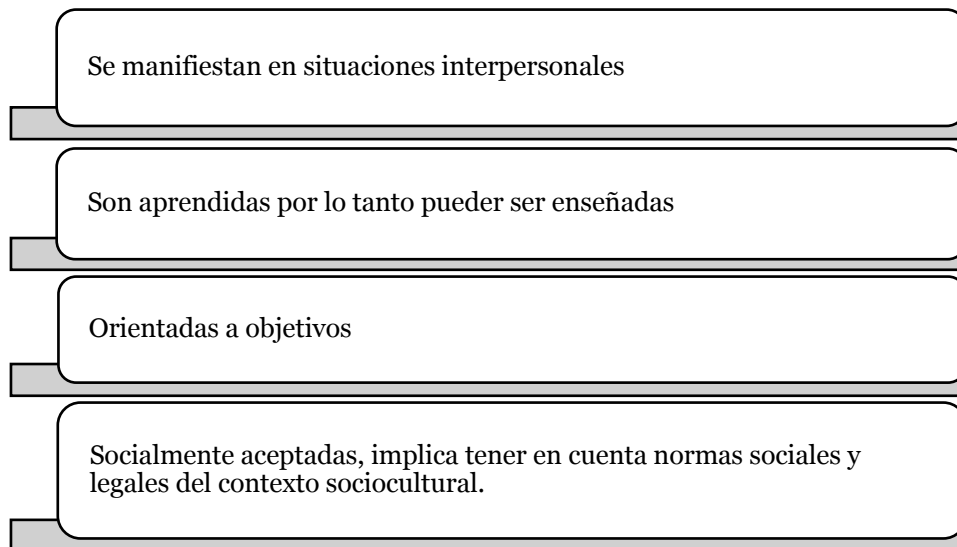 Se manifiestan en situaciones interpersonales
Son aprendidas por lo tanto pueder ser enseñadas
Orientadas a objetivos
Socialmente aceptadas, implica tener en cuenta normas sociales y
legales del contexto sociocultural.